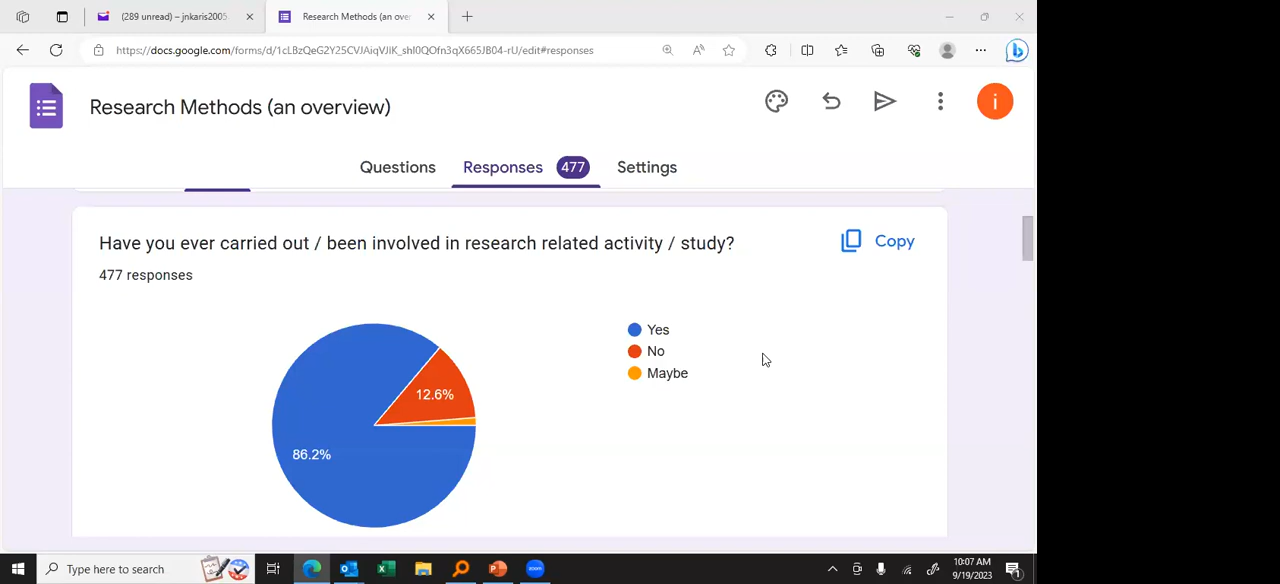 (289 unread) – jnkaris2005
Research Methods (an over
https://docs.google.com/forms/d/1cLBzQeG2Y25CVJAiqVJIK_shl0QOfn3qX665JB04-rU/edit#responses
Research Methods (an overview)
i
Questions
Responses
477
Settings
Have you ever carried out / been involved in research related activity / study?
Copy
477 responses
Yes
No
Maybe
12.6%
86.2%
Type here to search
zoom
10:07 AM
9/19/2023
1